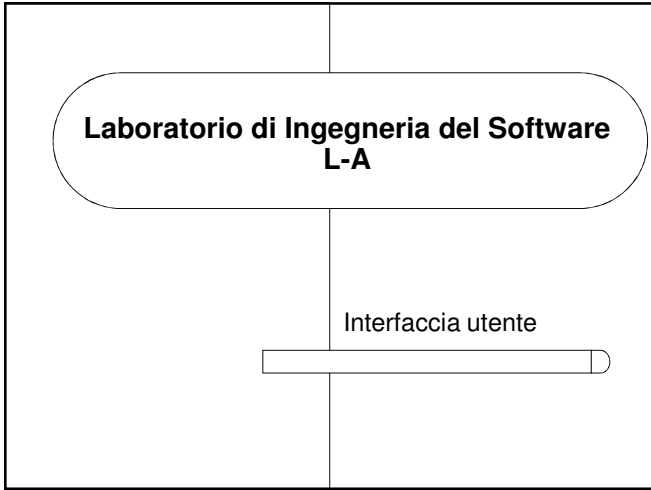 Laboratorio di Ingegneria del Software
L-A
Interfaccia utente